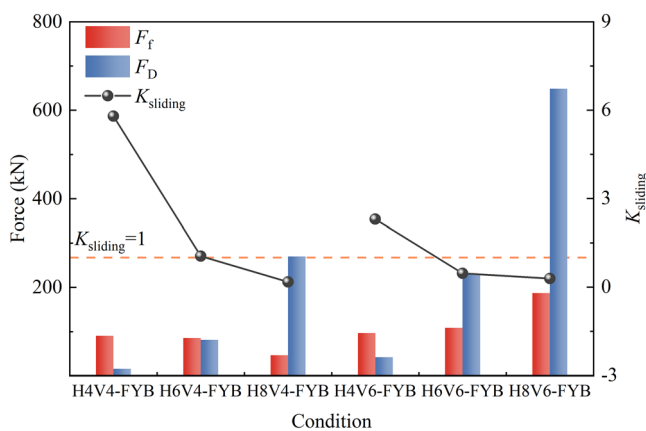 800
600
400
200
Force (kN)
F_f
F_D
K_sliding
K_sliding=1
9
6
3
0
-3
K_sliding
H4V4-FYB H6V4-FYB H8V4-FYB H4V6-FYB H6V6-FYB H8V6-FYB
Condition